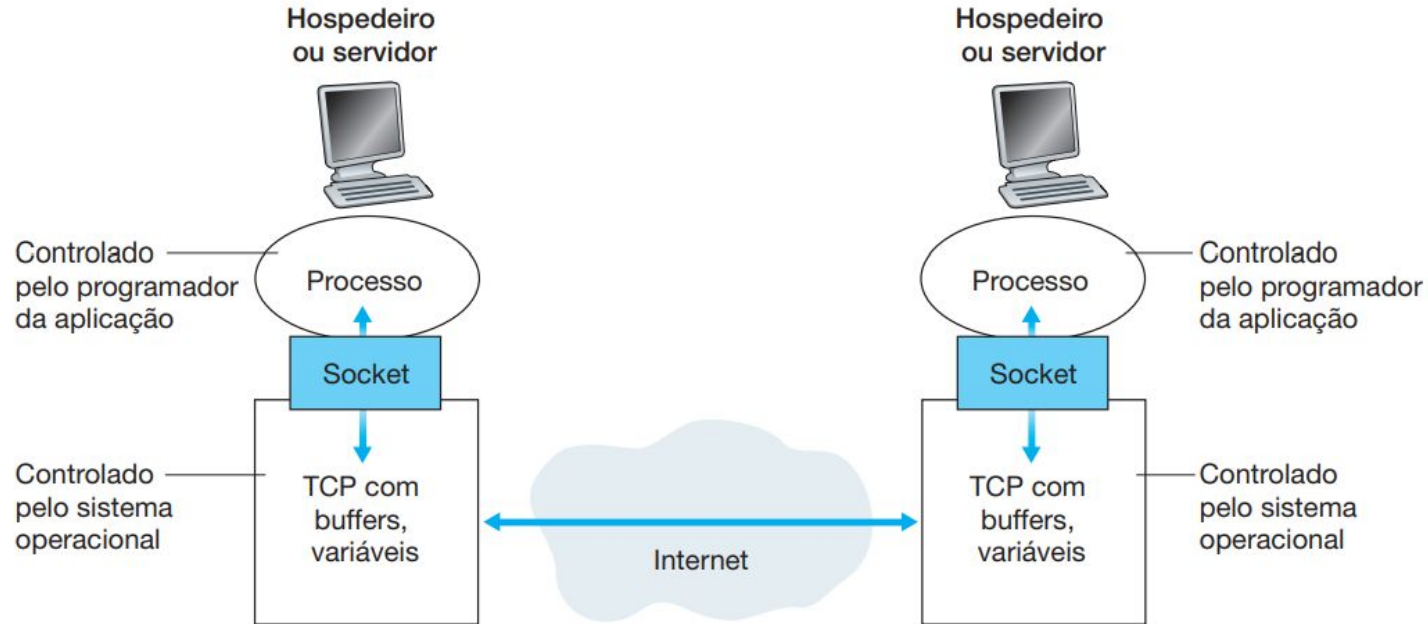 Hospedeiro
ou servidor
Hospedeiro
ou servidor
Controlado
pelo programador
da aplicação
Processo
Processo
Controlado
pelo programador
da aplicação
Socket
Socket
Controlado
pelo sistema
operacional
TCP com
buffers,
variáveis
Internet
TCP com
buffers,
variáveis
Controlado
pelo sistema
operacional